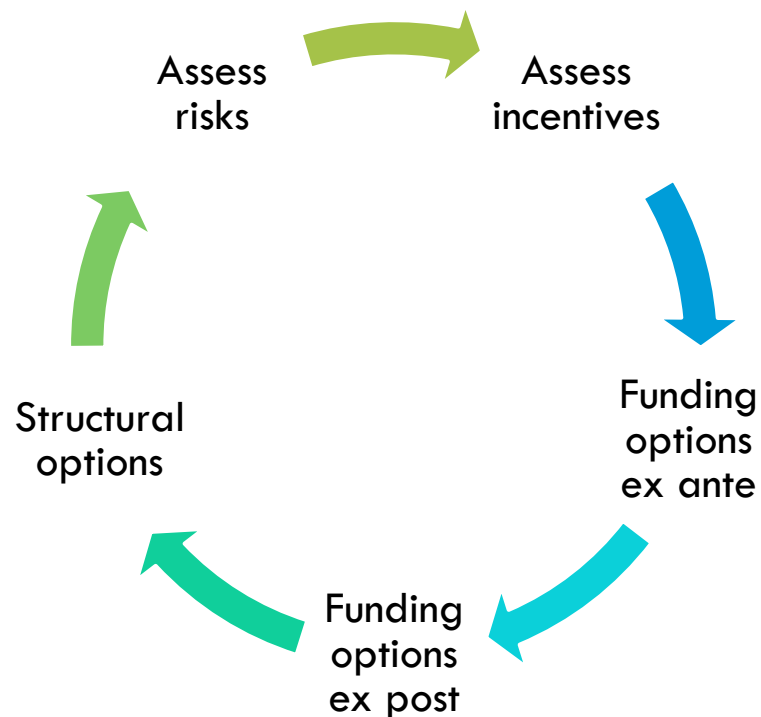 Assess
risks
Assess
incentives
Funding
options
ex ante
Funding
options
ex post
Structural
options